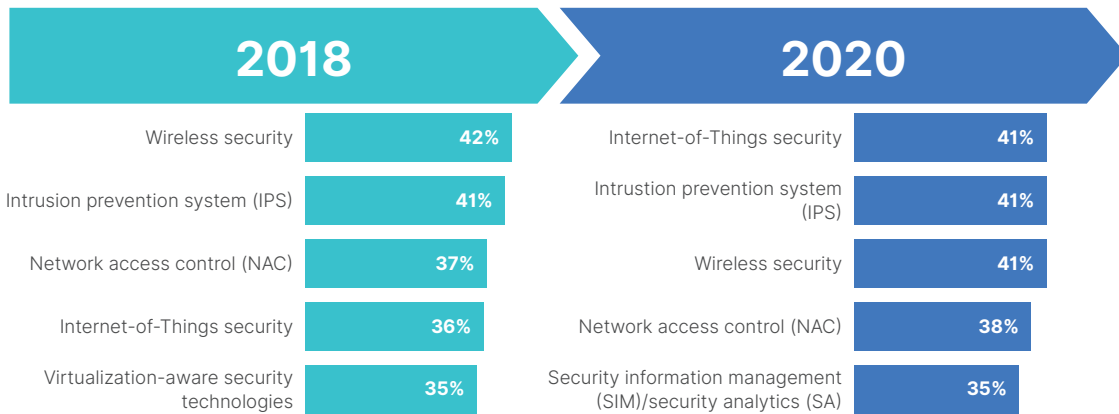 2018
Wireless security
42%
Intrusion prevention system (IPS)
41%
Network access control (NAC)
37%
Internet-of-Things security
36%
Virtualization-aware security
technologies
35%
2020
Internet-of-Things security
41%
Intrustion prevention system
(IPS)
41%
Wireless security
41%
Network access control (NAC)
38%
Security information management
(SIM)/security analytics (SA)
35%